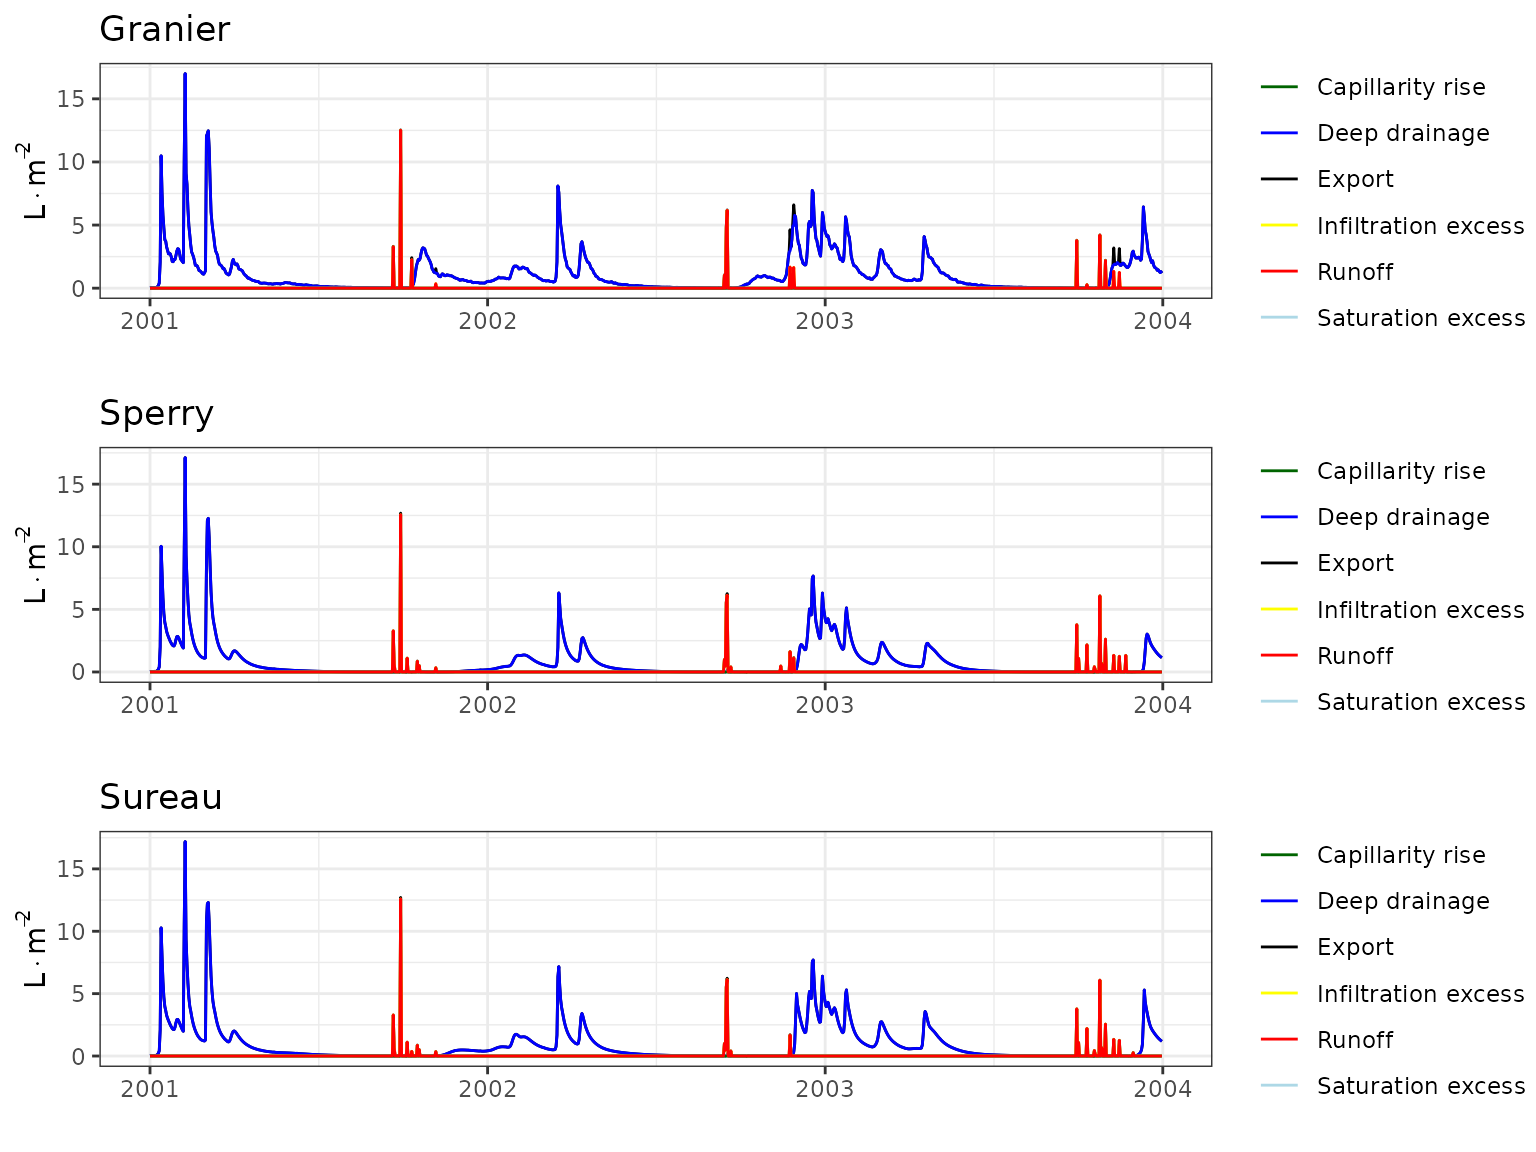 Granier
L · m⁻²
15
10
5
0
2001 2002 2003 2004
Capillarity rise
Deep drainage
Export
Infiltration excess
Runoff
Saturation excess
Sperry
L · m⁻²
15
10
5
0
2001 2002 2003 2004
Capillarity rise
Deep drainage
Export
Infiltration excess
Runoff
Saturation excess
Sureau
L · m⁻²
15
10
5
0
2001 2002 2003 2004
Capillarity rise
Deep drainage
Export
Infiltration excess
Runoff
Saturation excess